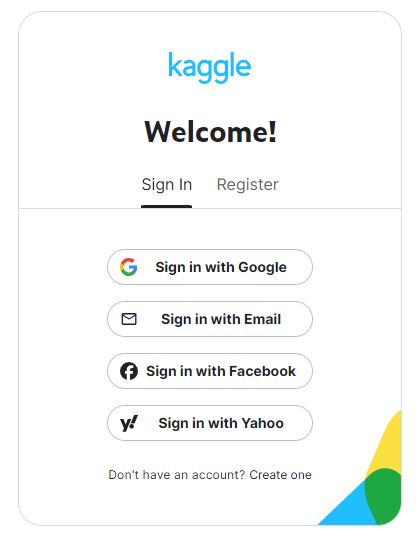 kaggle
Welcome!
Sign In Register
Sign in with Google
Sign in with Email
Sign in with Facebook
Sign in with Yahoo
Don't have an account? Create one